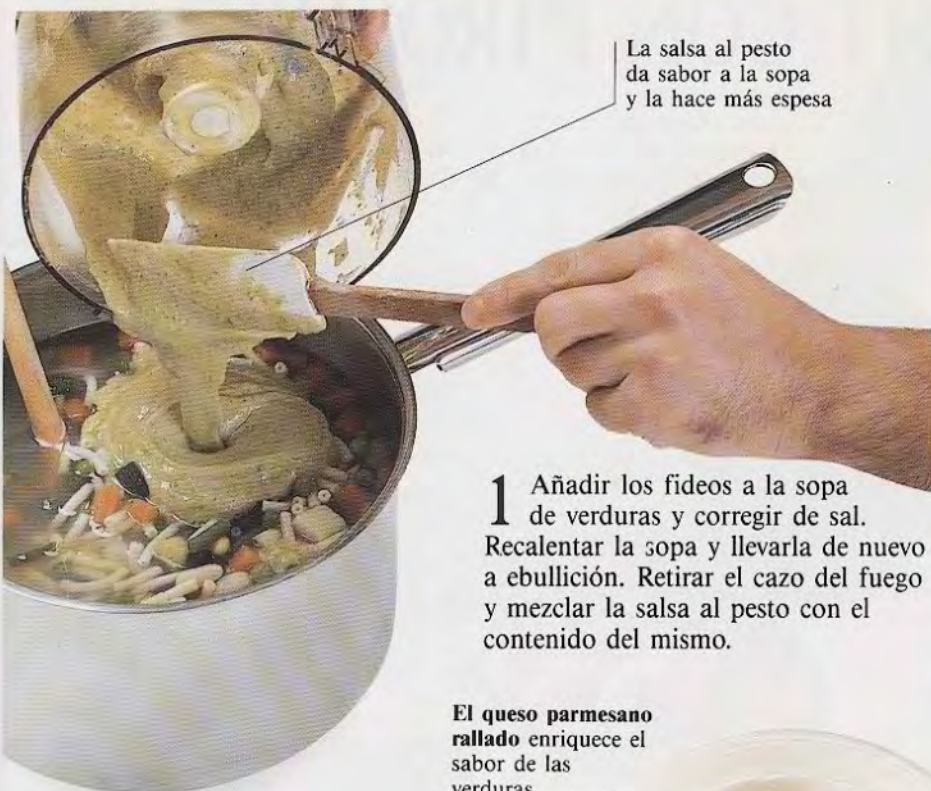 La salsa al pesto
da sabor a la sopa
y la hace más espesa
1 Añadir los fideos a la sopa
de verduras y corregir de sal.
Recalentar la sopa y llevarla de nuevo
a ebullición. Retirar el cazo del fuego
y mezclar la salsa al pesto con el
contenido del mismo.
El queso parmesano
rallado enriquece el
sabor de las
verduras